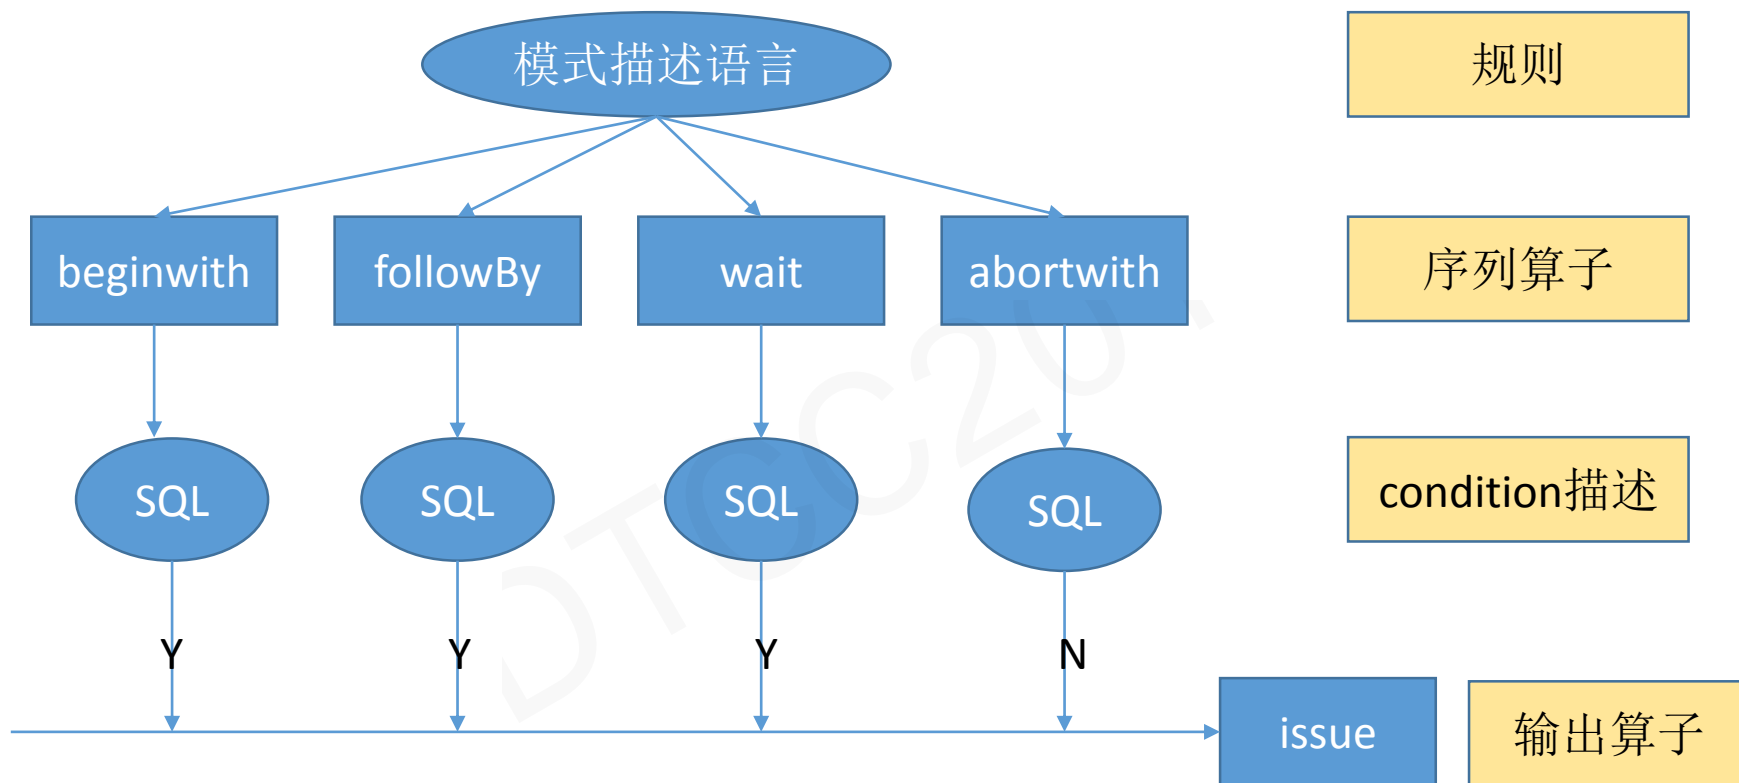 模式描述语言
规则
beginwith
followBy
wait
abortwith
序列算子
SQL
SQL
SQL
SQL
condition描述
Y
Y
Y
N
issue
输出算子